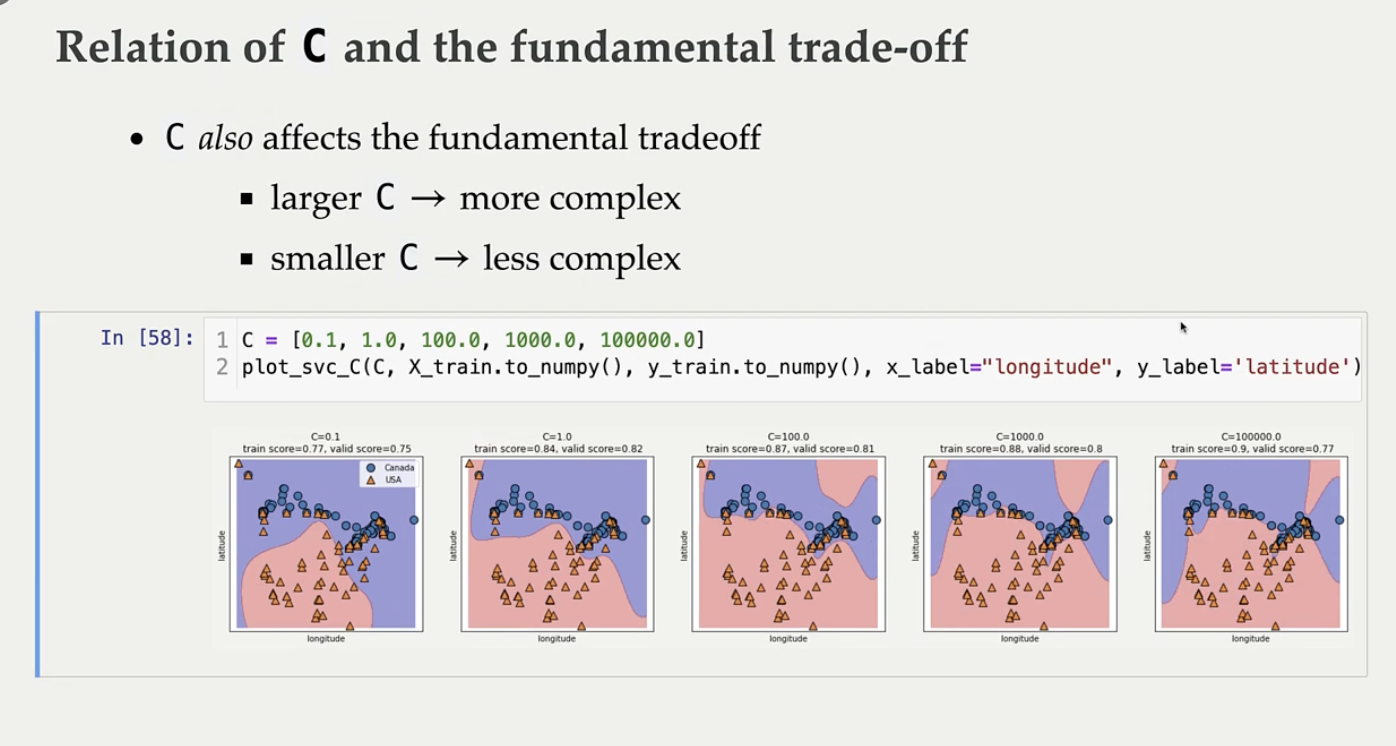 Relation of C and the fundamental trade-off
• C also affects the fundamental tradeoff
▪ larger C → more complex
▪ smaller C → less complex
In [58]:
1 C = [0.1, 1.0, 100.0, 1000.0, 100000.0]
2 plot_svc_C(C, X_train.to_numpy(), y_train.to_numpy(), x_label="longitude", y_label='latitude')
C=0.1
train score=0.77, valid score=0.75
Canada
USA
latitude
longitude
C=1.0
train score=0.84, valid score=0.82
latitude
longitude
C=100.0
train score=0.87, valid score=0.81
latitude
longitude
C=1000.0
train score=0.88, valid score=0.8
latitude
longitude
C=100000.0
train score=0.9, valid score=0.77
latitude
longitude